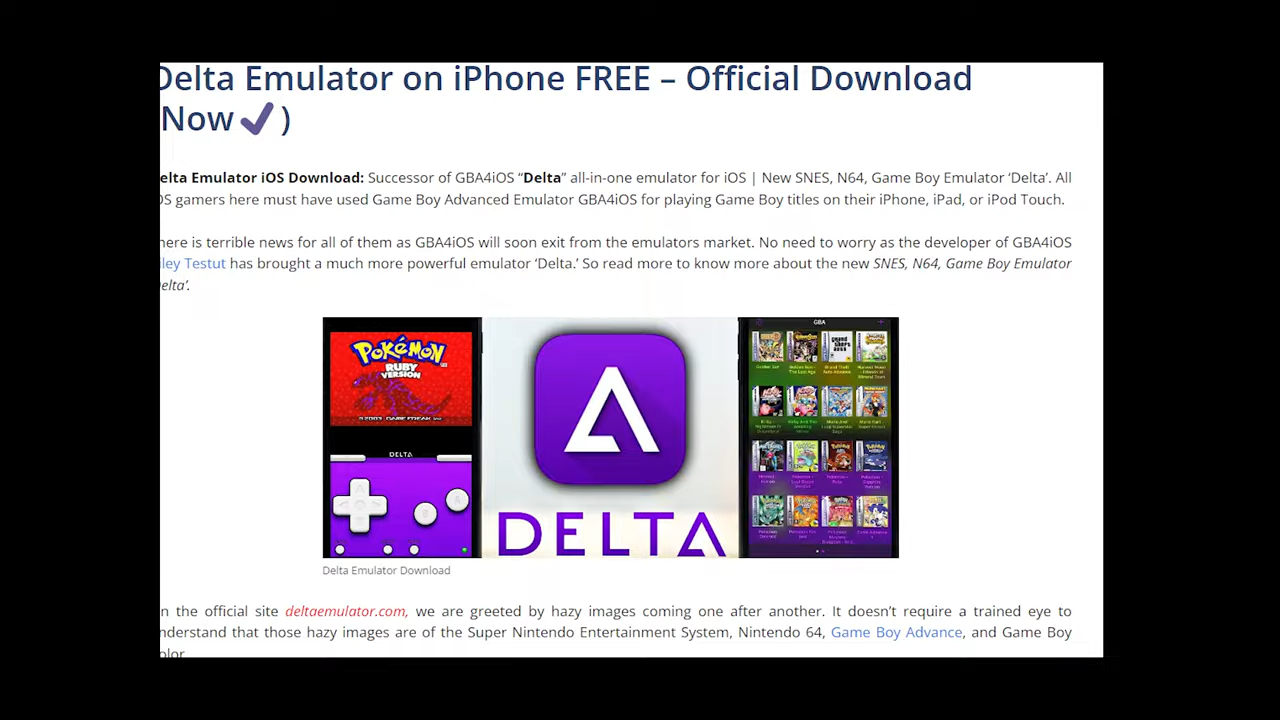 Delta Emulator on iPhone FREE – Official Download
Now ✔)
elta Emulator iOS Download: Successor of GBA4iOS “Delta” all-in-one emulator for iOS | New SNES, N64, Game Boy Emulator ‘Delta’. All
OS gamers here must have used Game Boy Advanced Emulator GBA4iOS for playing Game Boy titles on their iPhone, iPad, or iPod Touch.
here is terrible news for all of them as GBA4iOS will soon exit from the emulators market. No need to worry as the developer of GBA4iOS
iley Testut has brought a much more powerful emulator ‘Delta.’ So read more to know more about the new SNES, N64, Game Boy Emulator
elta’.
POKéMON
RUBY
VERSION
©2003 GAME FREAK inc.
DELTA
A
B
DELTA
GBA
Delta Emulator Download
n the official site deltaemulator.com, we are greeted by hazy images coming one after another. It doesn’t require a trained eye to
nderstand that those hazy images are of the Super Nintendo Entertainment System, Nintendo 64, Game Boy Advance, and Game Boy
olor